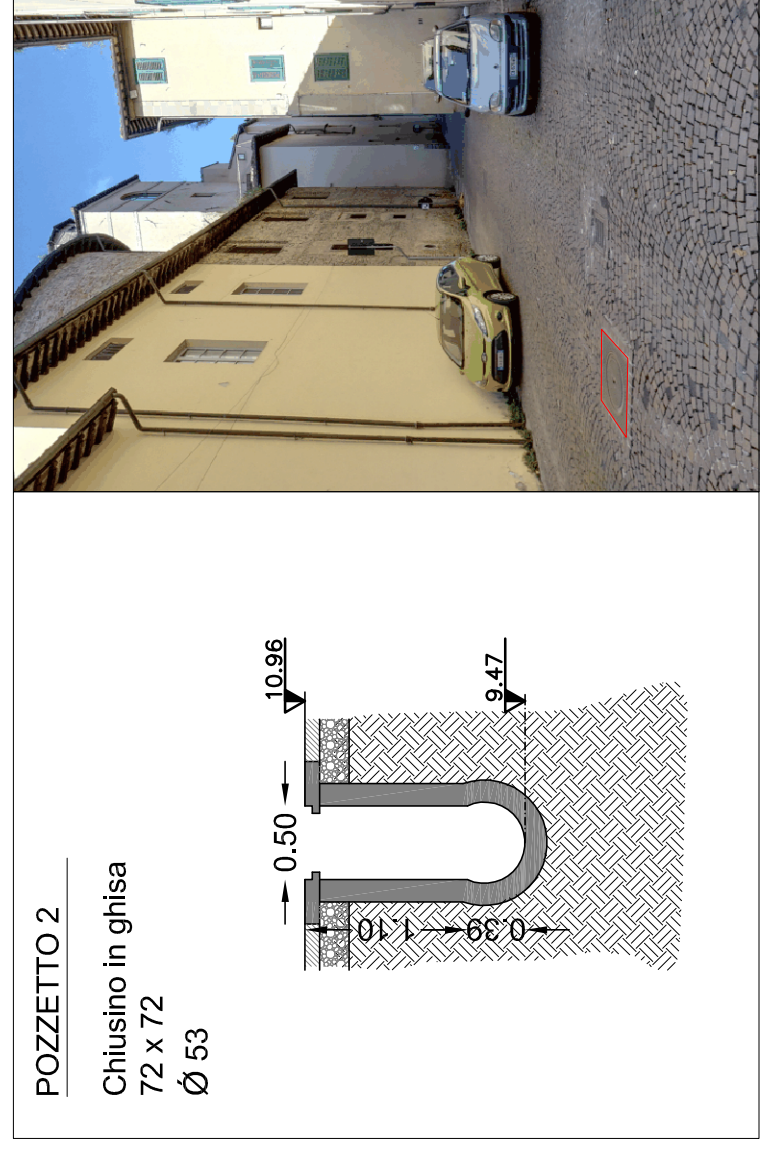 POZZETTO 2
Chiusino in ghisa
72 x 72
Ø 53
10.96
0.50
9.47
1.10
0.39